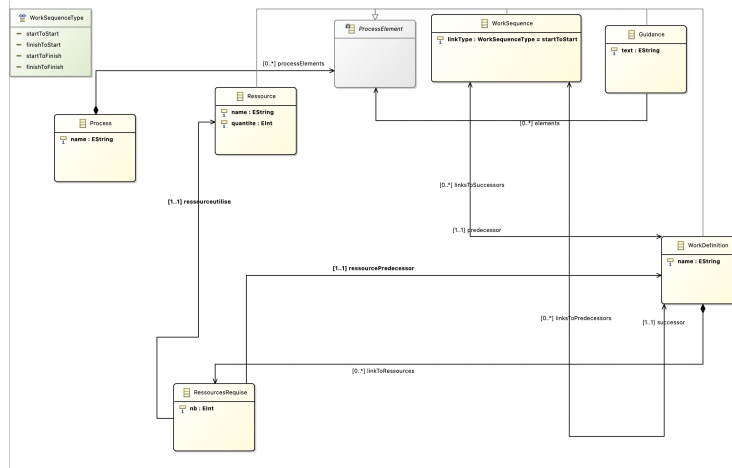 WorkSequenceType
startToStart
finishToStart
startToFinish
finishToFinish
ProcessElement
WorkSequence
linkType : WorkSequenceType = startToStart
Guidance
text : EString
[0..*] processElements
Ressource
name : EString
quantite : EInt
Process
name : EString
[0..*] elements
[0..*] linksToSuccessors
[1..1] ressourceutilise
[1..1] predecessor
WorkDefinition
name : EString
[1..1] ressourcePredecessor
[0..*] linksToPredecessors
[1..1] successor
[0..*] linkToRessources
RessourcesRequise
nb : EInt